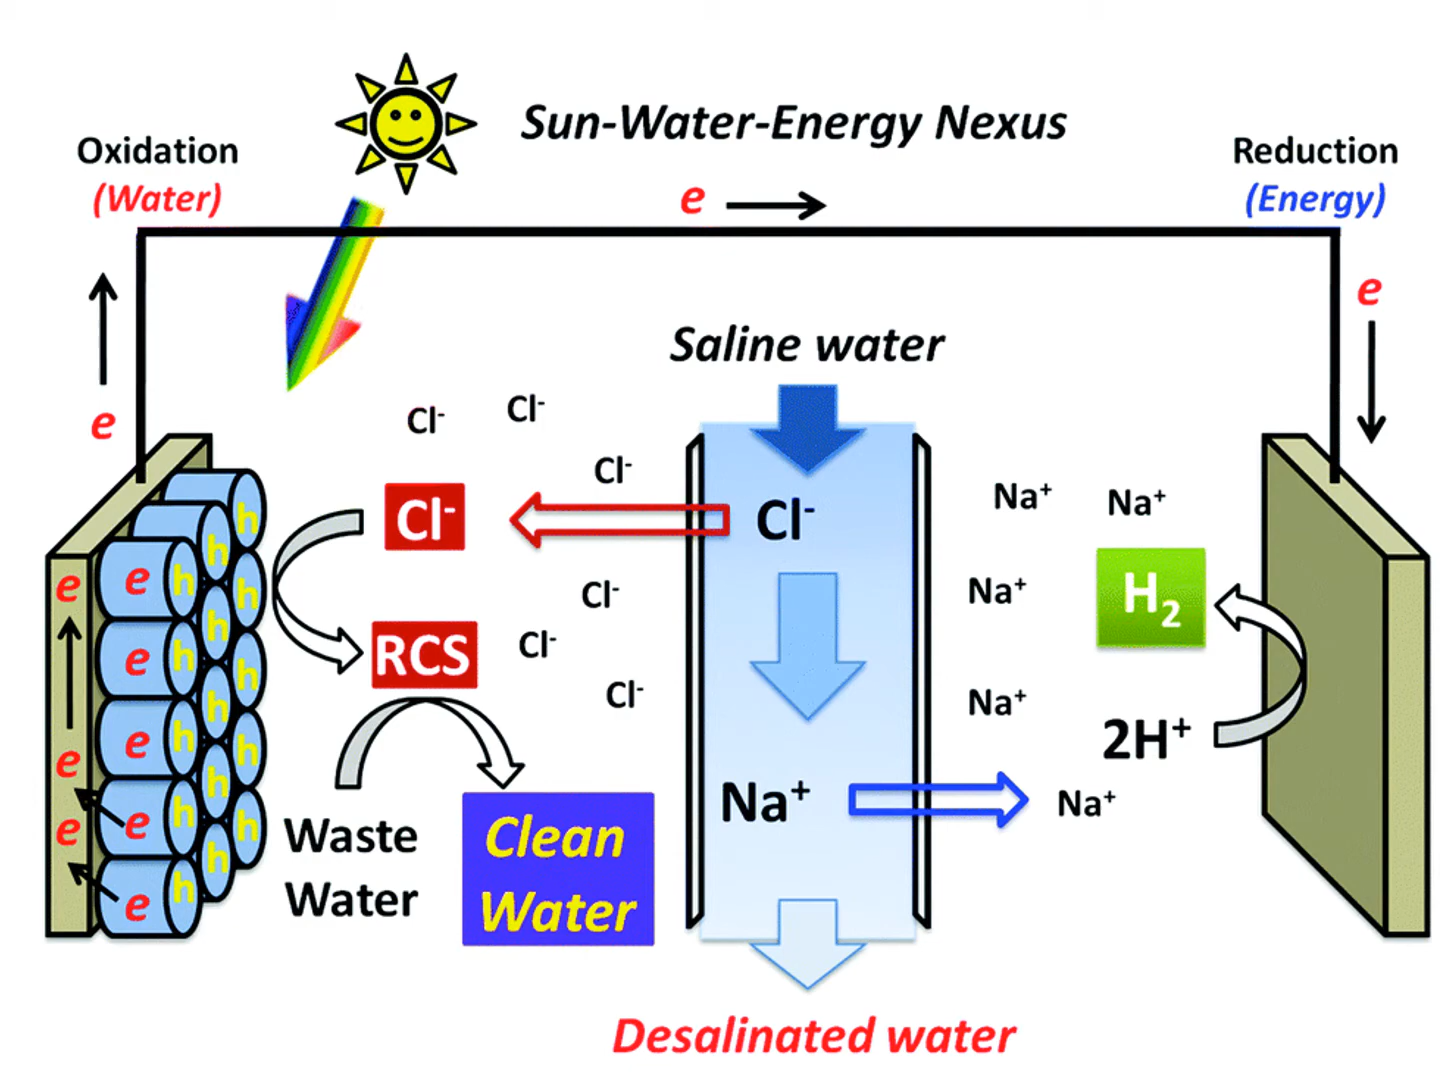 Sun-Water-Energy Nexus
Oxidation
(Water)
Reduction
(Energy)
e
e
e
Saline water
Cl⁻
Cl⁻
Cl⁻
Cl⁻
Cl⁻
Na⁺
Na⁺
h
h
h
e
e
h
H₂
Cl⁻
Na⁺
h
h
RCS
Cl⁻
e
h
h
Cl⁻
Na⁺
h
2H⁺
e
h
h
e
h
Na⁺
Na⁺
e
e
h
h
Waste
Water
Clean
Water
h
e
h
Desalinated water